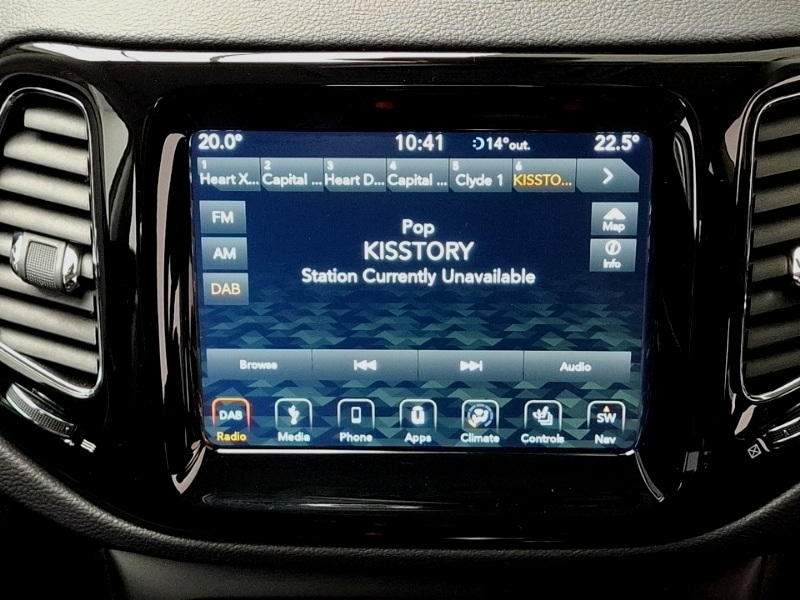 20.0° 10:41 14°out. 22.5°
1 2 3 4 5 6
Heart X... Capital ... Heart D... Capital ... Clyde 1 KISSTO...
FM
Pop
Map
KISSTORY
AM
Info
Station Currently Unavailable
DAB
Browse Audio
DAB SW
Radio Media Phone Apps Climate Controls Nav